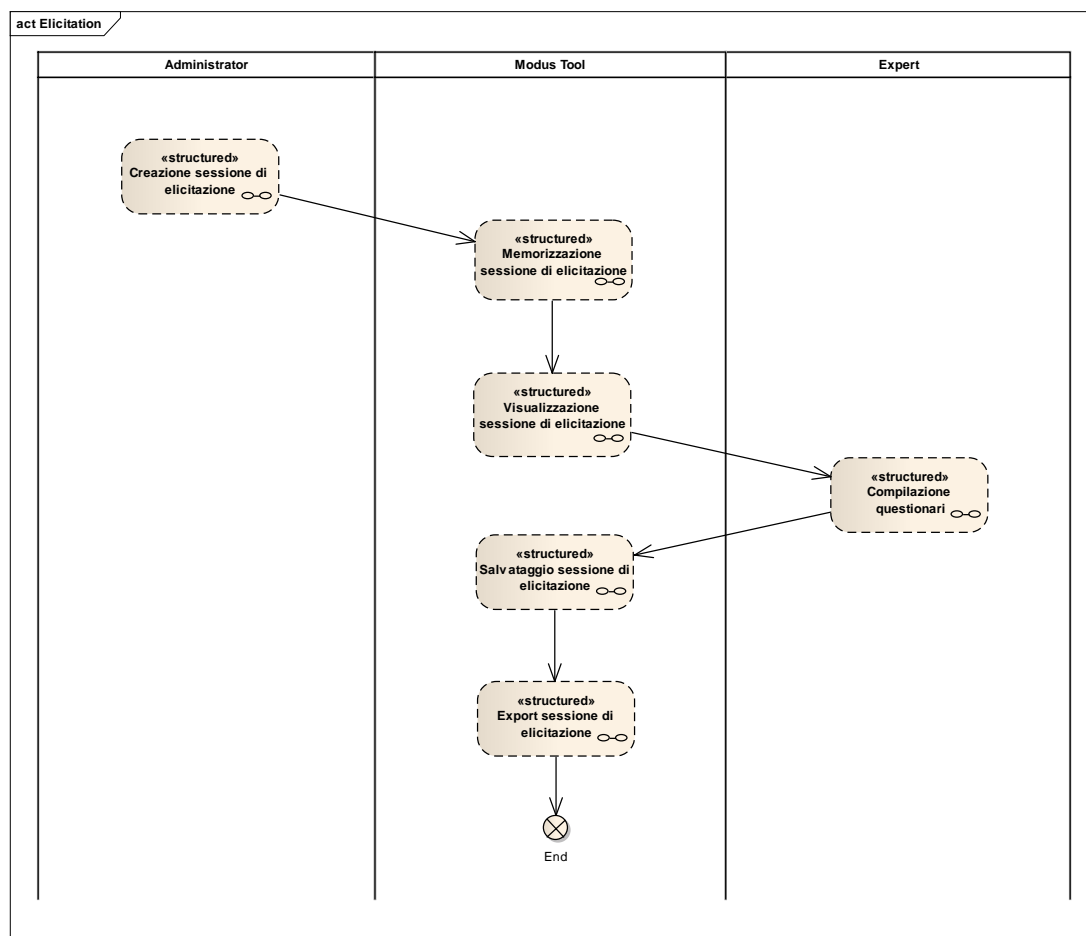 act Elicitation
Administrator
Modus Tool
Expert
«structured»
Creazione sessione di
elicitazione
«structured»
Memorizzazione
sessione di elicitazione
«structured»
Visualizzazione
sessione di elicitazione
«structured»
Compilazione
questionari
«structured»
Salvataggio sessione di
elicitazione
«structured»
Export sessione di
elicitazione
End